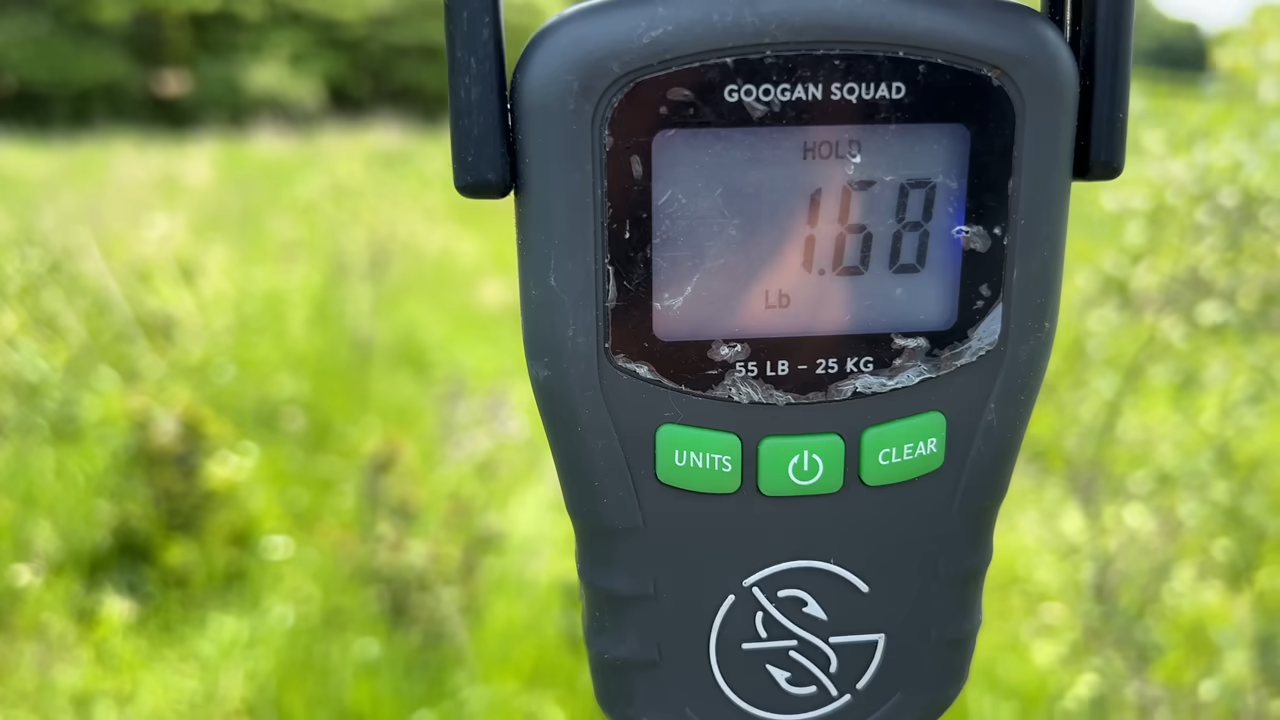 GOOGAN SQUAD
HOLD
1.68
Lb
55 LB – 25 KG
UNITS
CLEAR